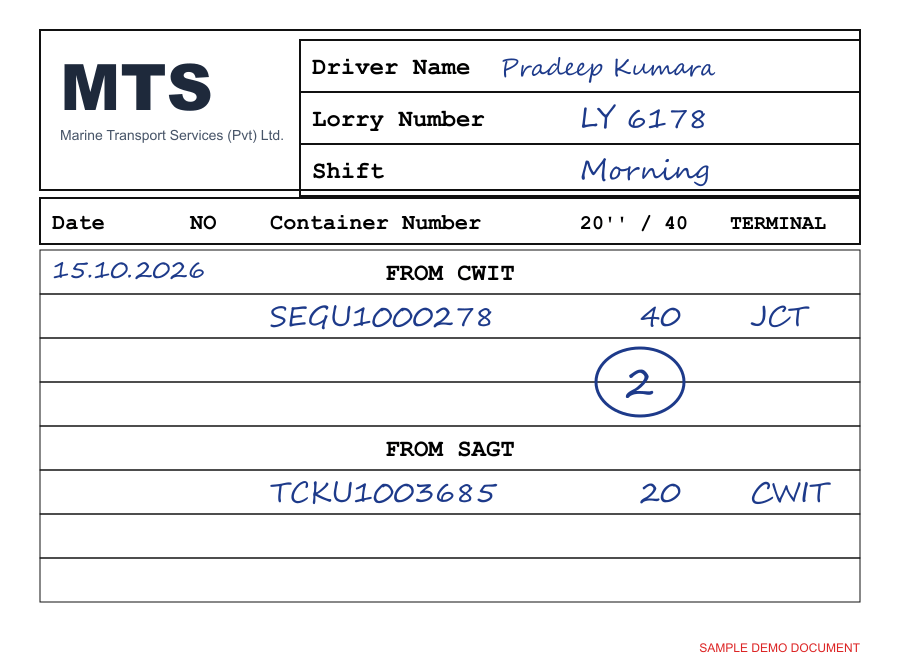 MTS
Marine Transport Services (Pvt) Ltd.
Driver Name Pradeep Kumara
Lorry Number LY 6178
Shift Morning
Date NO Container Number 20'' / 40 TERMINAL
15.10.2026 FROM CWIT
SEGU1000278 40 JCT
2
FROM SAGT
TCKU1003685 20 CWIT
SAMPLE DEMO DOCUMENT